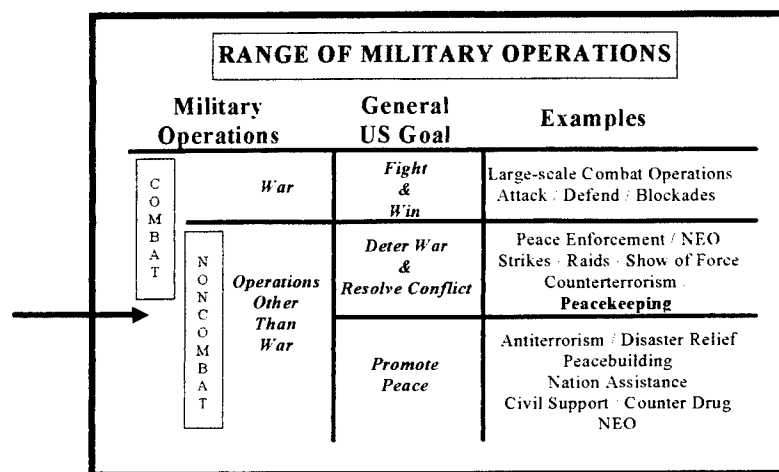 RANGE OF MILITARY OPERATIONS
Military
Operations
General
US Goal
Examples
COMBAT
War
Fight
&
Win
Large-scale Combat Operations
Attack / Defend / Blockades
NONCOMBAT
Operations
Other
Than
War
Deter War
&
Resolve Conflict
Peace Enforcement / NEO
Strikes · Raids · Show of Force
Counterterrorism
Peacekeeping
Promote
Peace
Antiterrorism / Disaster Relief
Peacebuilding
Nation Assistance
Civil Support · Counter Drug
NEO